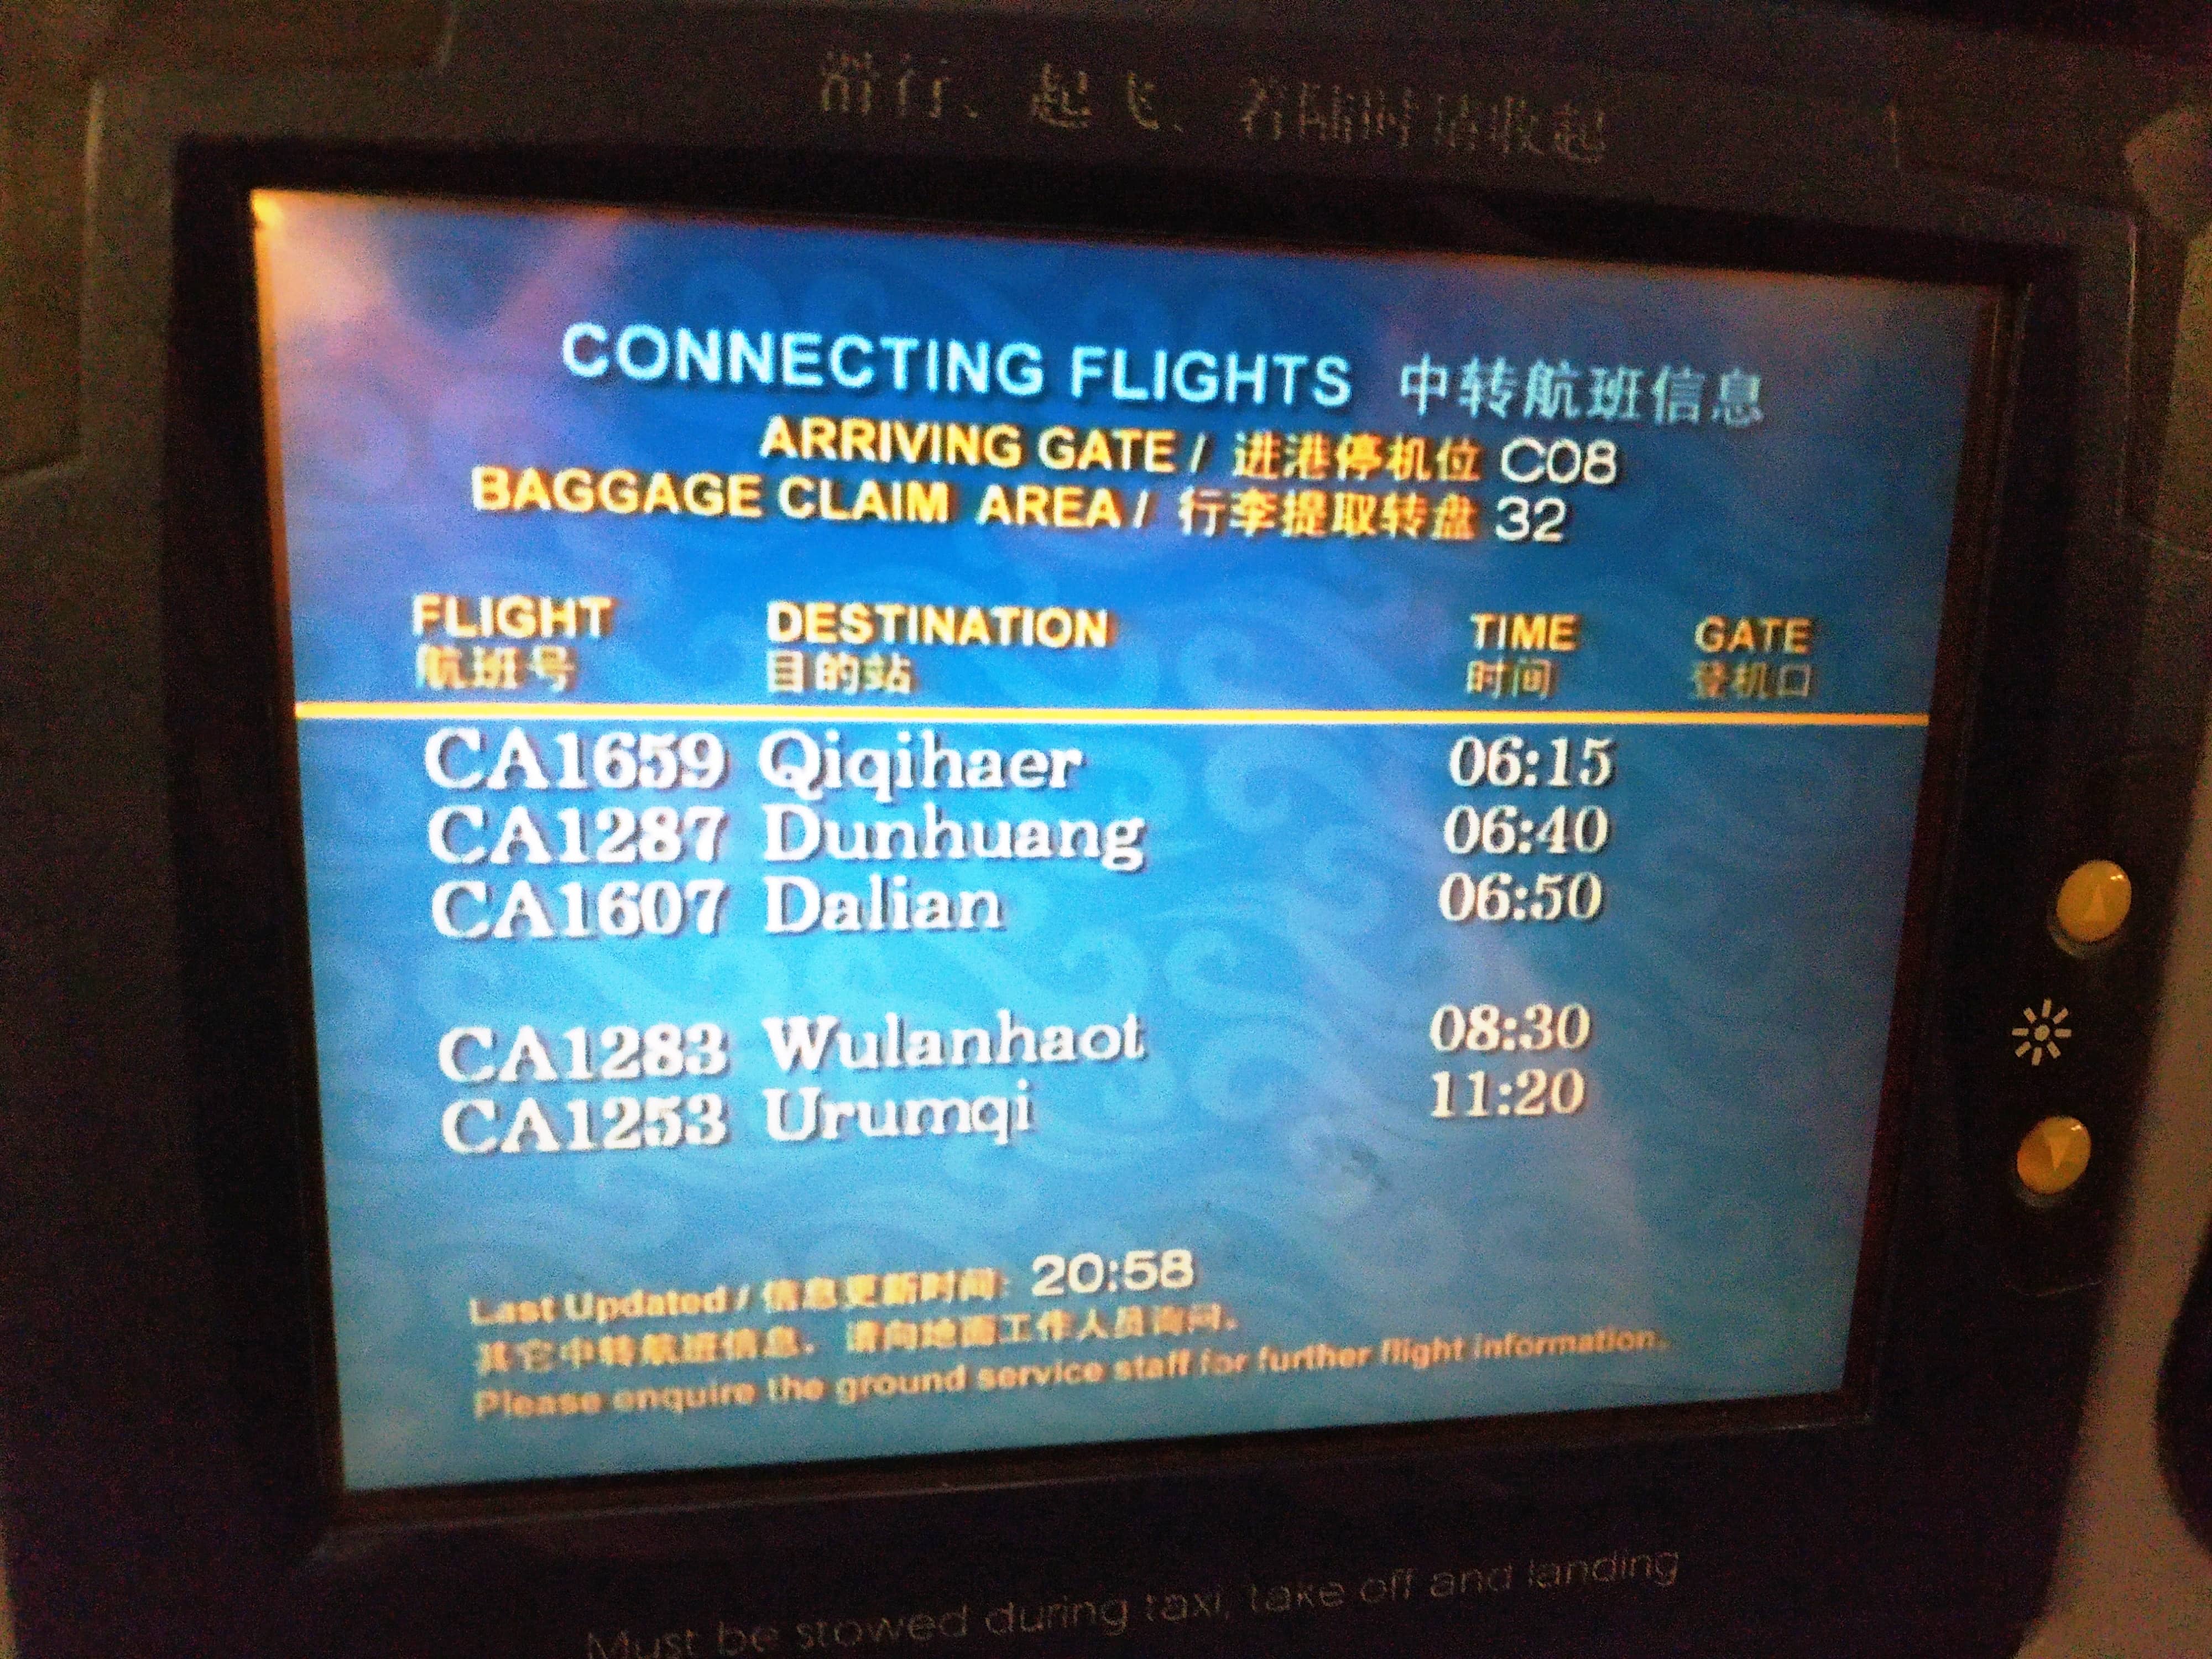 滑行、起飞、着陆时请收起
CONNECTING FLIGHTS 中转航班信息
ARRIVING GATE / 进港停机位 C08
BAGGAGE CLAIM AREA / 行李提取转盘 32
FLIGHT DESTINATION TIME GATE
航班号 目的站 时间 登机口
CA1659 Qiqihaer 06:15
CA1287 Dunhuang 06:40
CA1607 Dalian 06:50
CA1283 Wulanhaot 08:30
CA1253 Urumqi 11:20
Last Updated / 信息更新时间: 20:58
其它中转航班信息，请向地面工作人员询问。
Please enquire the ground service staff for further flight information.
Must be stowed during taxi, take off and landing